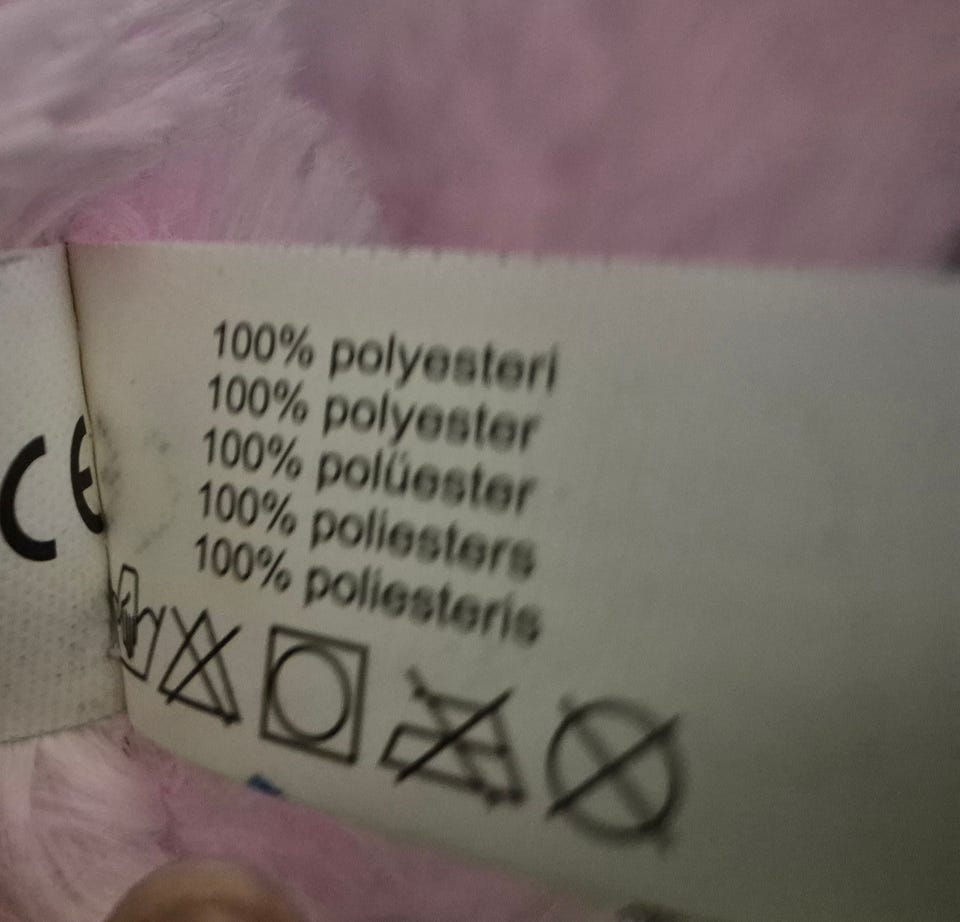 CE
100% polyesteri
100% polyester
100% polüester
100% poliesters
100% poliesteris